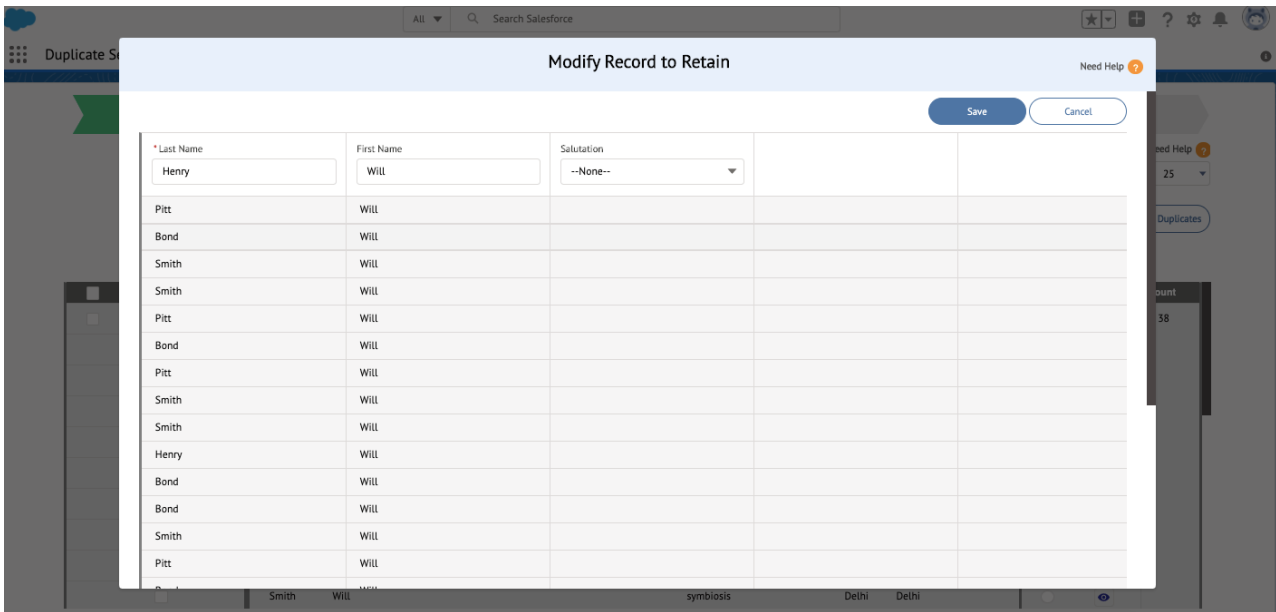 All Search Salesforce
Duplicate Se
Modify Record to Retain
Need Help ?
Save Cancel
* Last Name First Name Salutation
Henry Will --None--
eed Help ?
25
Duplicates
Pitt Will
Bond Will
Smith Will
Smith Will
ount
Pitt Will
38
Bond Will
Pitt Will
Smith Will
Smith Will
Henry Will
Bond Will
Bond Will
Smith Will
Pitt Will
Smith Will symbiosis Delhi Delhi